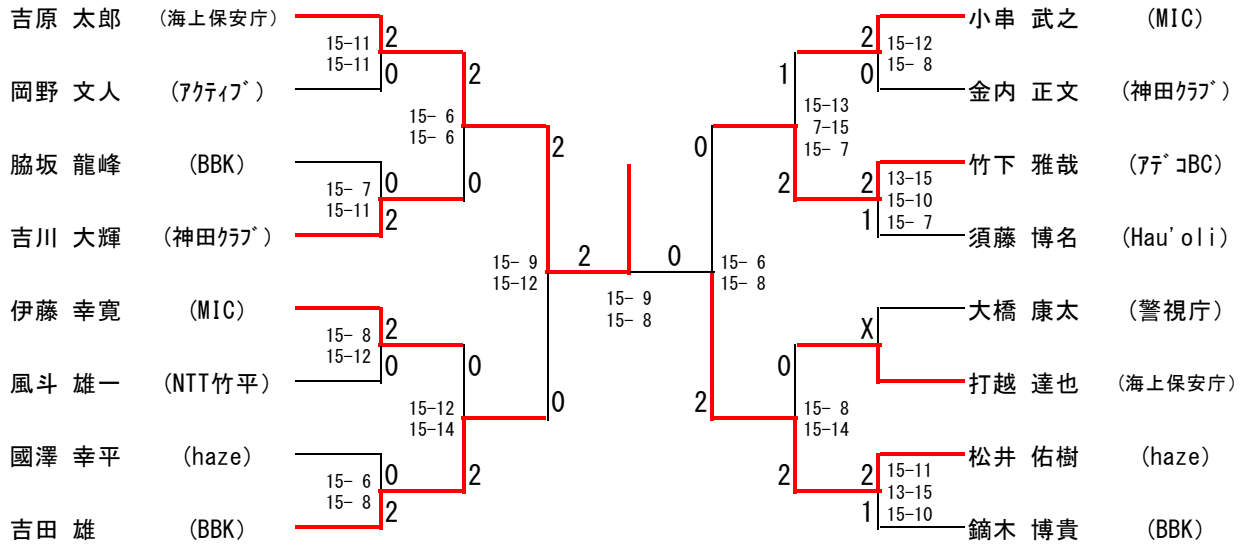 吉原 太郎 (海上保安庁)
15-11 2
15-11 0
岡野 文人 (アクティブ)
2
15- 6
15- 6
0
脇坂 龍峰 (BBK)
15- 7 0
15-11 2
吉川 大輝 (神田クラブ)
2
15- 9
15-12
0
伊藤 幸寛 (MIC)
15- 8 2
15-12 0
風斗 雄一 (NTT竹平)
0
15-12
15-14
2
國澤 幸平 (haze)
15- 6 0
15- 8 2
吉田 雄 (BBK)
2 0
15- 9
15- 8
小串 武之 (MIC)
2 15-12
0 15- 8
金内 正文 (神田クラブ)
1
15-13
7-15
15- 7
2
竹下 雅哉 (アデコBC)
2 13-15
15-10
1 15- 7
須藤 博名 (Hau'oli)
0
15- 6
15- 8
2
大橋 康太 (警視庁)
X
打越 達也 (海上保安庁)
0
15- 8
15-14
2
松井 佑樹 (haze)
2 15-11
13-15
1 15-10
鏑木 博貴 (BBK)